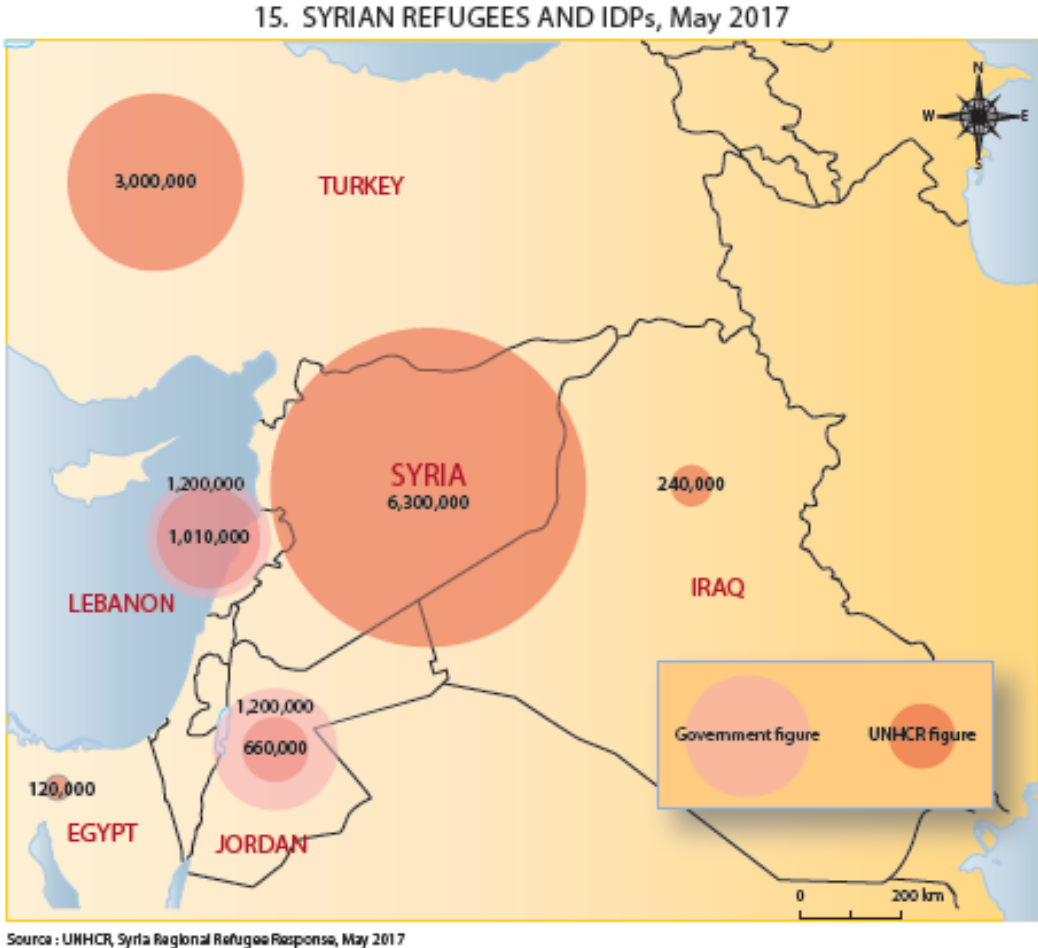 15. SYRIAN REFUGEES AND IDPs, May 2017
N
W
E
S
3,000,000
TURKEY
SYRIA
6,300,000
1,200,000
1,010,000
240,000
LEBANON
IRAQ
1,200,000
660,000
Government figure
UNHCR figure
120,000
EGYPT
JORDAN
0
200 km
Source : UNHCR, Syria Regional Refugee Response, May 2017